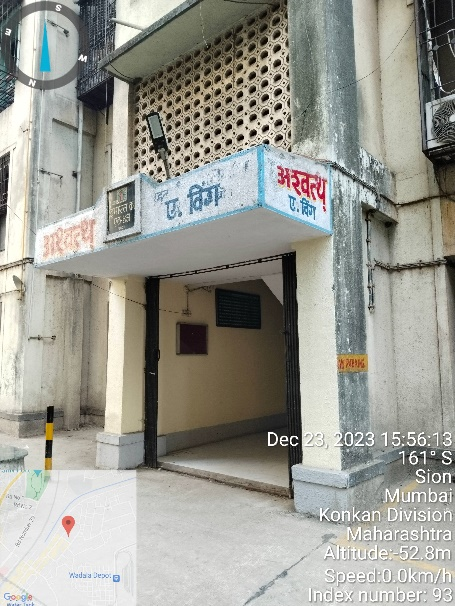 S
E
W
N
अश्वत्थ
ए. विंग
अश्वत्थ्
ए. विंग
Dec 23, 2023 15:56:13
161° S
Sion
Mumbai
Konkan Division
Maharashtra
Altitude:-52.8m
Speed:0.0km/h
Index number: 93
Wadala Depot
Google